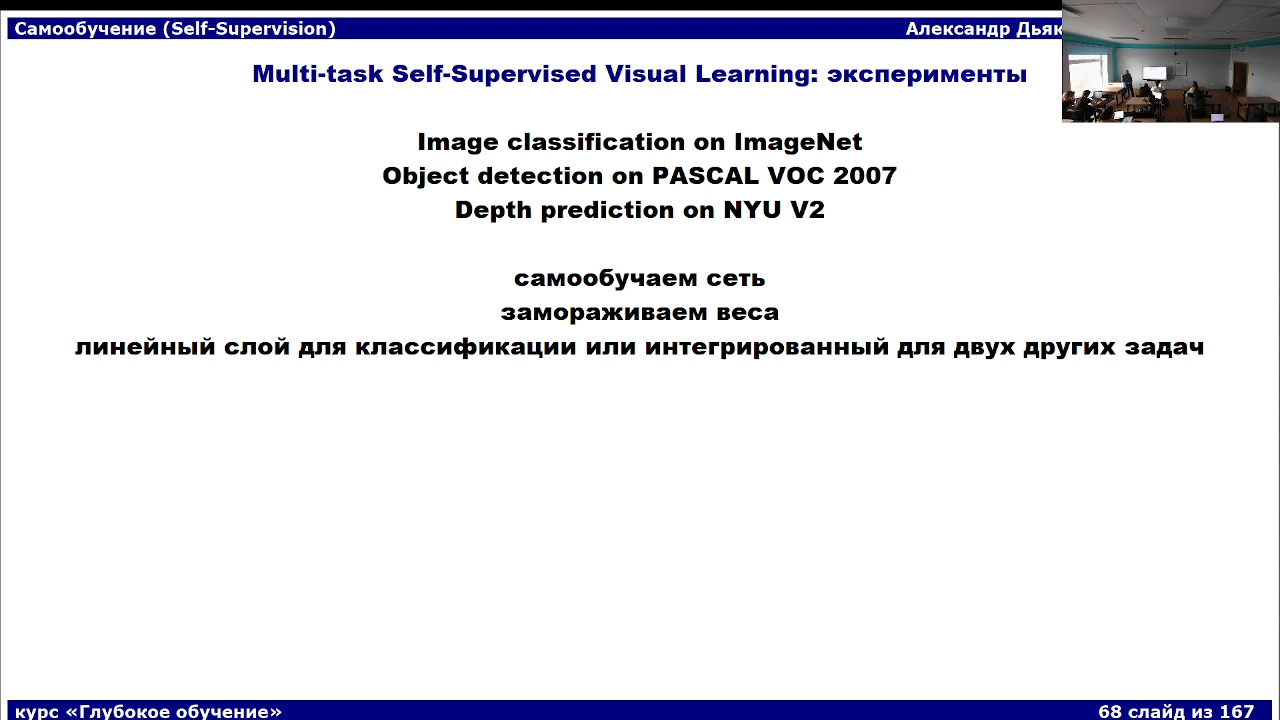 Самообучение (Self-Supervision)
Александр Дьяк
Multi-task Self-Supervised Visual Learning: эксперименты
Image classification on ImageNet
Object detection on PASCAL VOC 2007
Depth prediction on NYU V2
самообучаем сеть
замораживаем веса
линейный слой для классификации или интегрированный для двух других задач
курс «Глубокое обучение»
68 слайд из 167